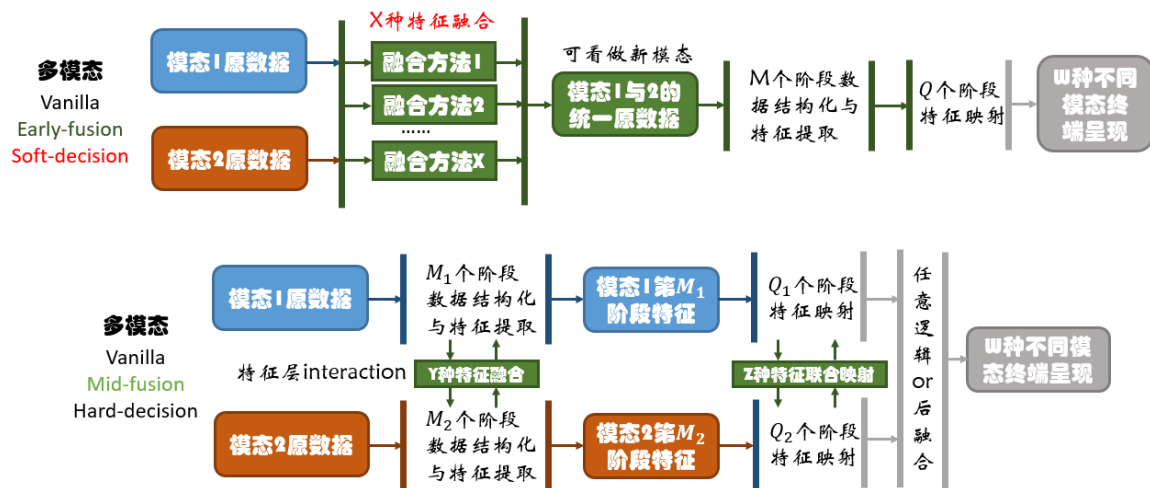 X种特征融合
多模态
Vanilla
Early-fusion
Soft-decision
模态1原数据
模态2原数据
融合方法1
融合方法2
……
融合方法X
可看做新模态
模态1与2的
统一原数据
M个阶段数
据结构化与
特征提取
Q个阶段
特征映射
W种不同
模态终
端呈现
多模态
Vanilla
Mid-fusion
Hard-decision
模态1原数据
M₁个阶段
数据结构化
与特征提取
模态1第M₁
阶段特征
Q₁个阶段
特征映射
特征层interaction
Y种特征融合
Z种特征联合映射
模态2原数据
M₂个阶段
数据结构化
与特征提取
模态2第M₂
阶段特征
Q₂个阶段
特征映射
任
意
逻
辑
or
后
融
合
W种不同模
态终端呈现